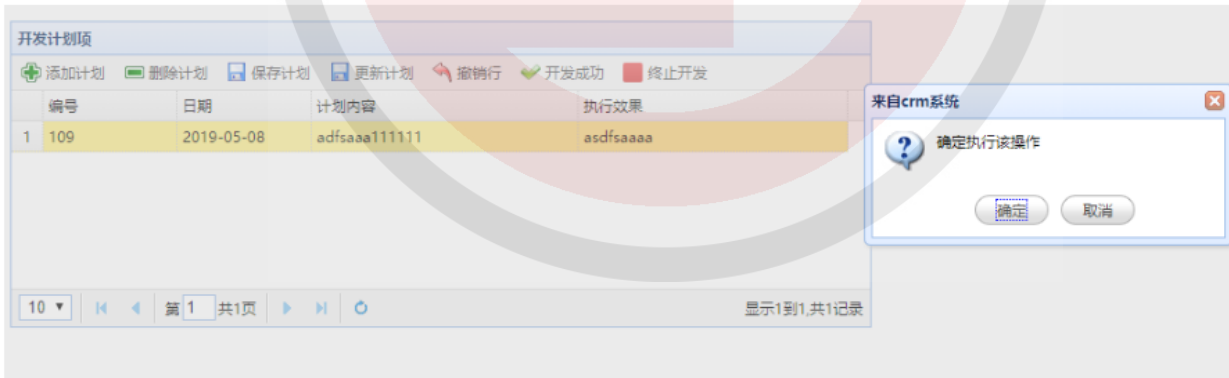 开发计划项
添加计划 删除计划 保存计划 更新计划 撤销行 开发成功 终止开发
编号 日期 计划内容 执行效果
1 109 2019-05-08 adfsaaa111111 asdfsaaaa
10 第 1 共1页 显示1到1,共1记录
来自crm系统
确定执行该操作
确定 取消